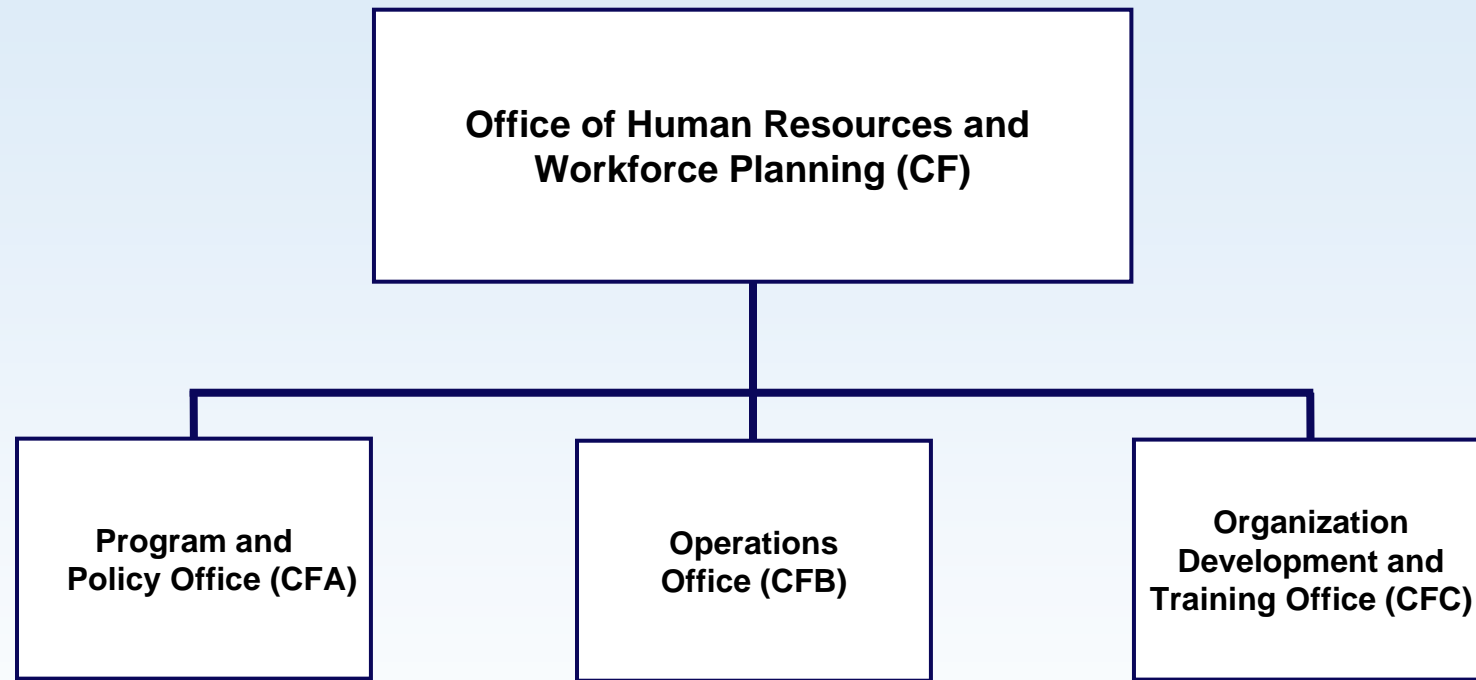 Office of Human Resources and
Workforce Planning (CF)
Program and
Policy Office (CFA)
Operations
Office (CFB)
Organization
Development and
Training Office (CFC)